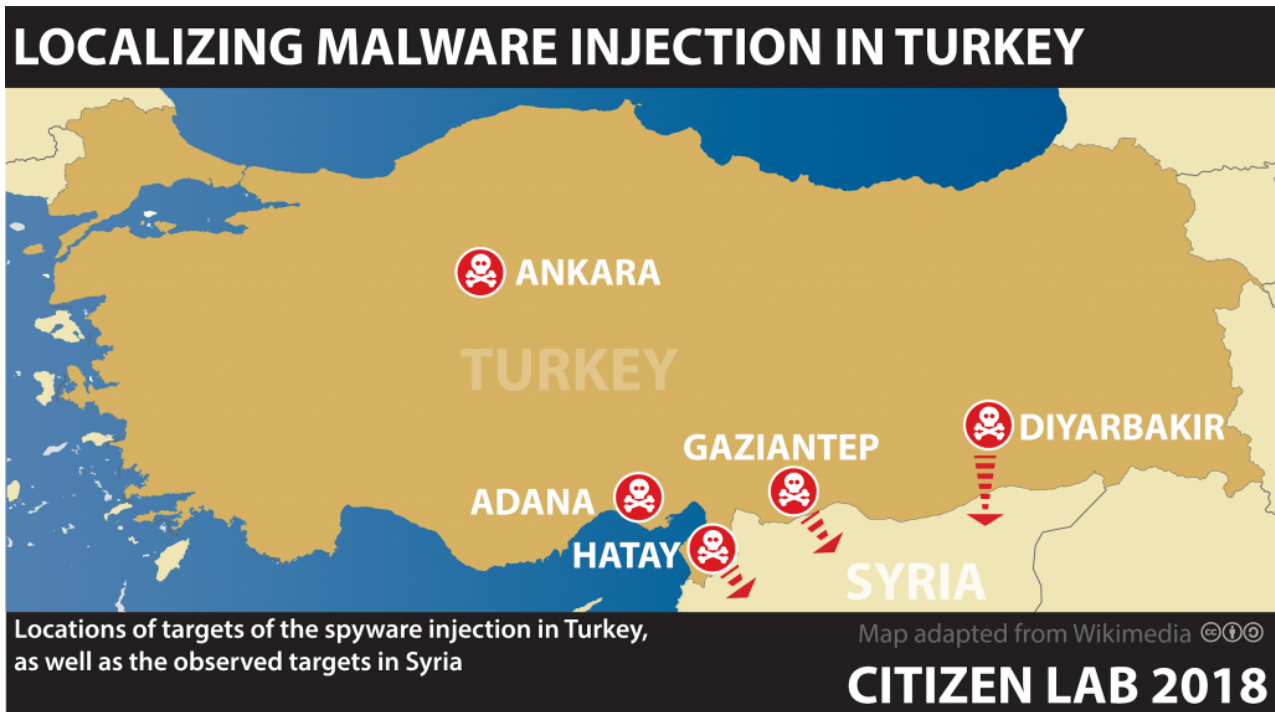 LOCALIZING MALWARE INJECTION IN TURKEY
ANKARA
TURKEY
DIYARBAKIR
GAZIANTEP
ADANA
HATAY
SYRIA
Locations of targets of the spyware injection in Turkey,
as well as the observed targets in Syria
Map adapted from Wikimedia
CITIZEN LAB 2018